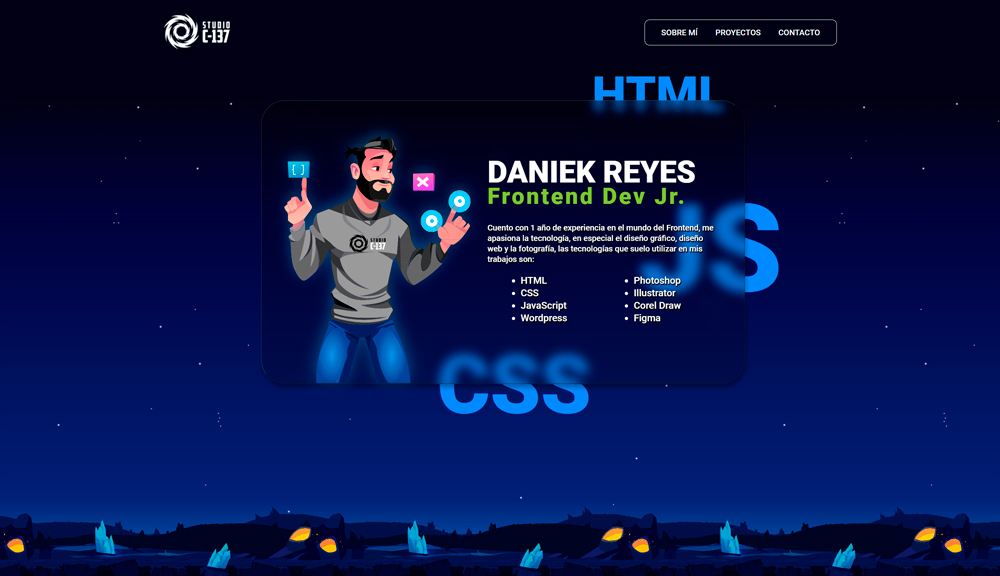 STUDIO
C-137
SOBRE MÍ PROYECTOS CONTACTO
HTML
[ ]
DANIEK REYES
Frontend Dev Jr.
JS
STUDIO
C-137
Cuento con 1 año de experiencia en el mundo del Frontend, me
apasiona la tecnología, en especial el diseño gráfico, diseño
web y la fotografía, las tecnologías que suelo utilizar en mis
trabajos son:
• HTML
• CSS
• JavaScript
• Wordpress
• Photoshop
• Illustrator
• Corel Draw
• Figma
CSS